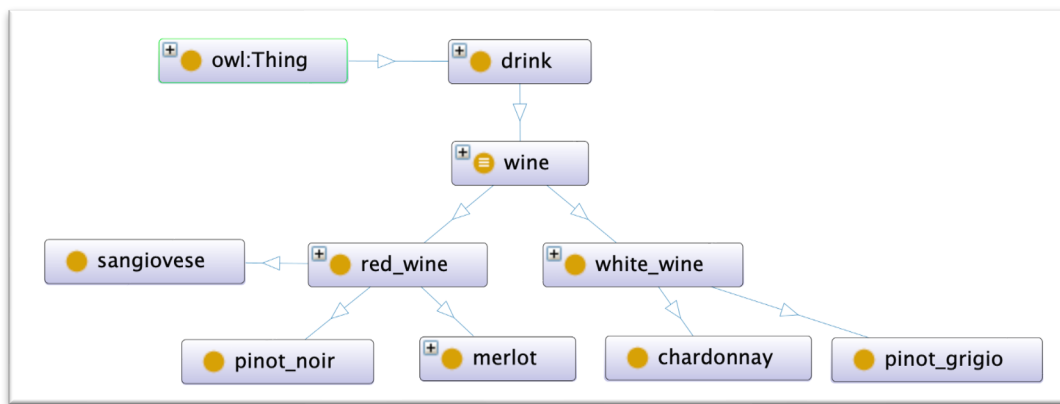 owl:Thing
drink
wine
sangiovese
red_wine
white_wine
pinot_noir
merlot
chardonnay
pinot_grigio